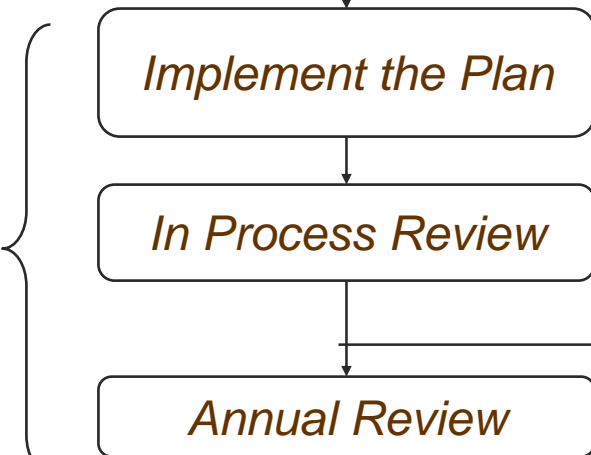 Implement the Plan
In Process Review
Annual Review